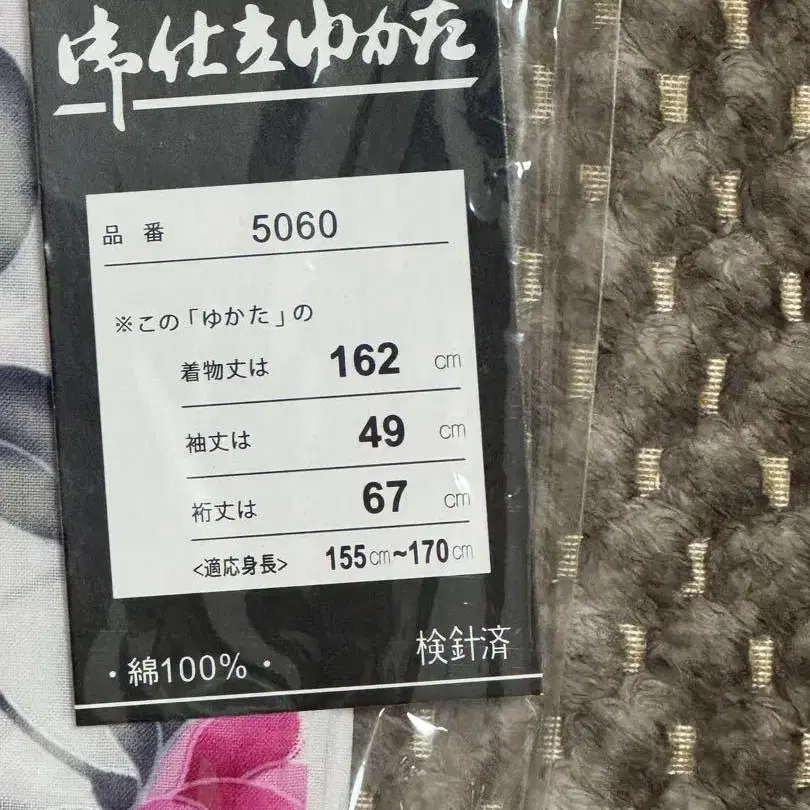 御仕立ゆかた
品番 5060
※この「ゆかた」の
着物丈は 162 cm
袖丈は 49 cm
裄丈は 67 cm
<適応身長> 155cm~170cm
・綿100%・ 検針済